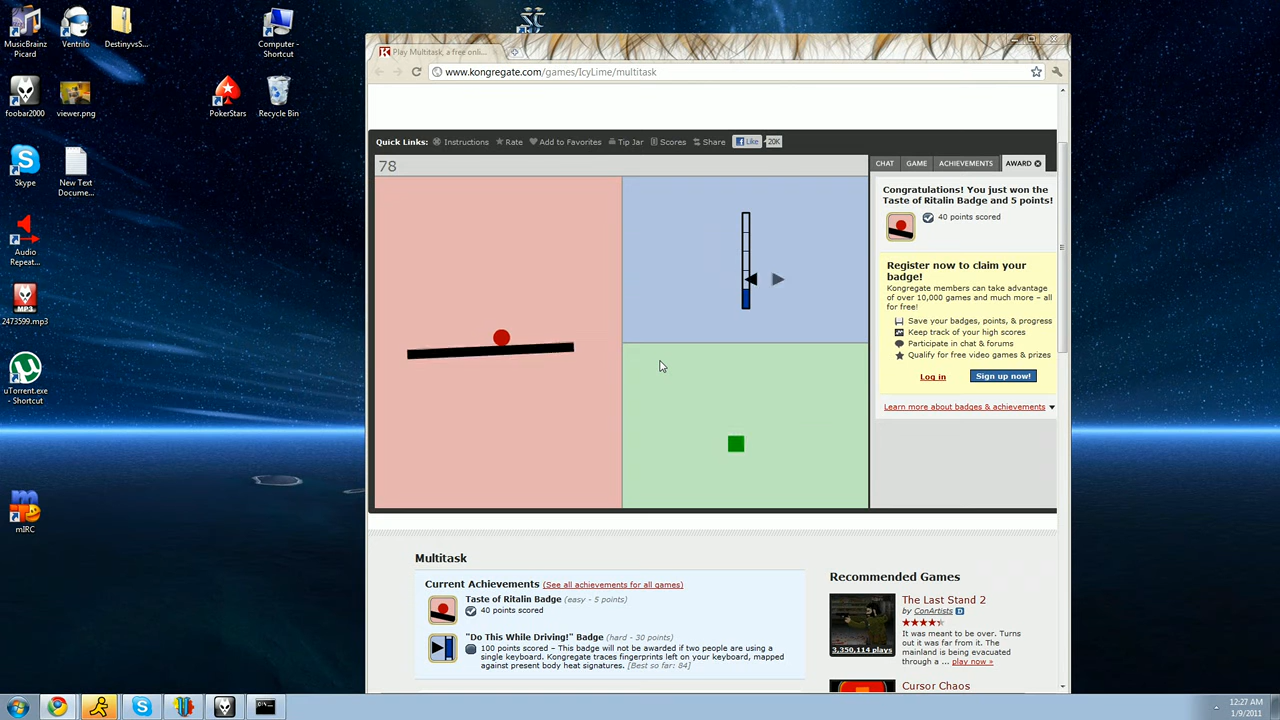 MusicBrainz
Picard
Ventrilo
DestinyvsS...
Computer -
Shortcut
SC
foobar2000
viewer.png
PokerStars
Recycle Bin
Skype
New Text
Docume...
Audio
Repeat...
MP3
2473599.mp3
uTorrent.exe
- Shortcut
mIRC
Play Multitask, a free onli...
www.kongregate.com/games/IcyLime/multitask
Quick Links: Instructions Rate Add to Favorites Tip Jar Scores Share Like 20K
78
CHAT GAME ACHIEVEMENTS AWARD
Congratulations! You just won the
Taste of Ritalin Badge and 5 points!
40 points scored
Register now to claim your
badge!
Kongregate members can take advantage
of over 10,000 games and much more – all
for free!
Save your badges, points, & progress
Keep track of your high scores
Participate in chat & forums
Qualify for free video games & prizes
Log in Sign up now!
Learn more about badges & achievements
Multitask
Current Achievements (See all achievements for all games)
Taste of Ritalin Badge (easy - 5 points)
40 points scored
"Do This While Driving!" Badge (hard - 30 points)
100 points scored – This badge will not be awarded if two people are using a
single keyboard. Kongregate traces fingerprints left on your keyboard, mapped
against present body heat signatures. [Best so far: 84]
Recommended Games
The Last Stand 2
by ConArtists D
It was meant to be over. Turns
out it was far from it. The
mainland is being evacuated
through a ... play now »
3,350,114 plays
Cursor Chaos
12:27 AM
1/9/2011